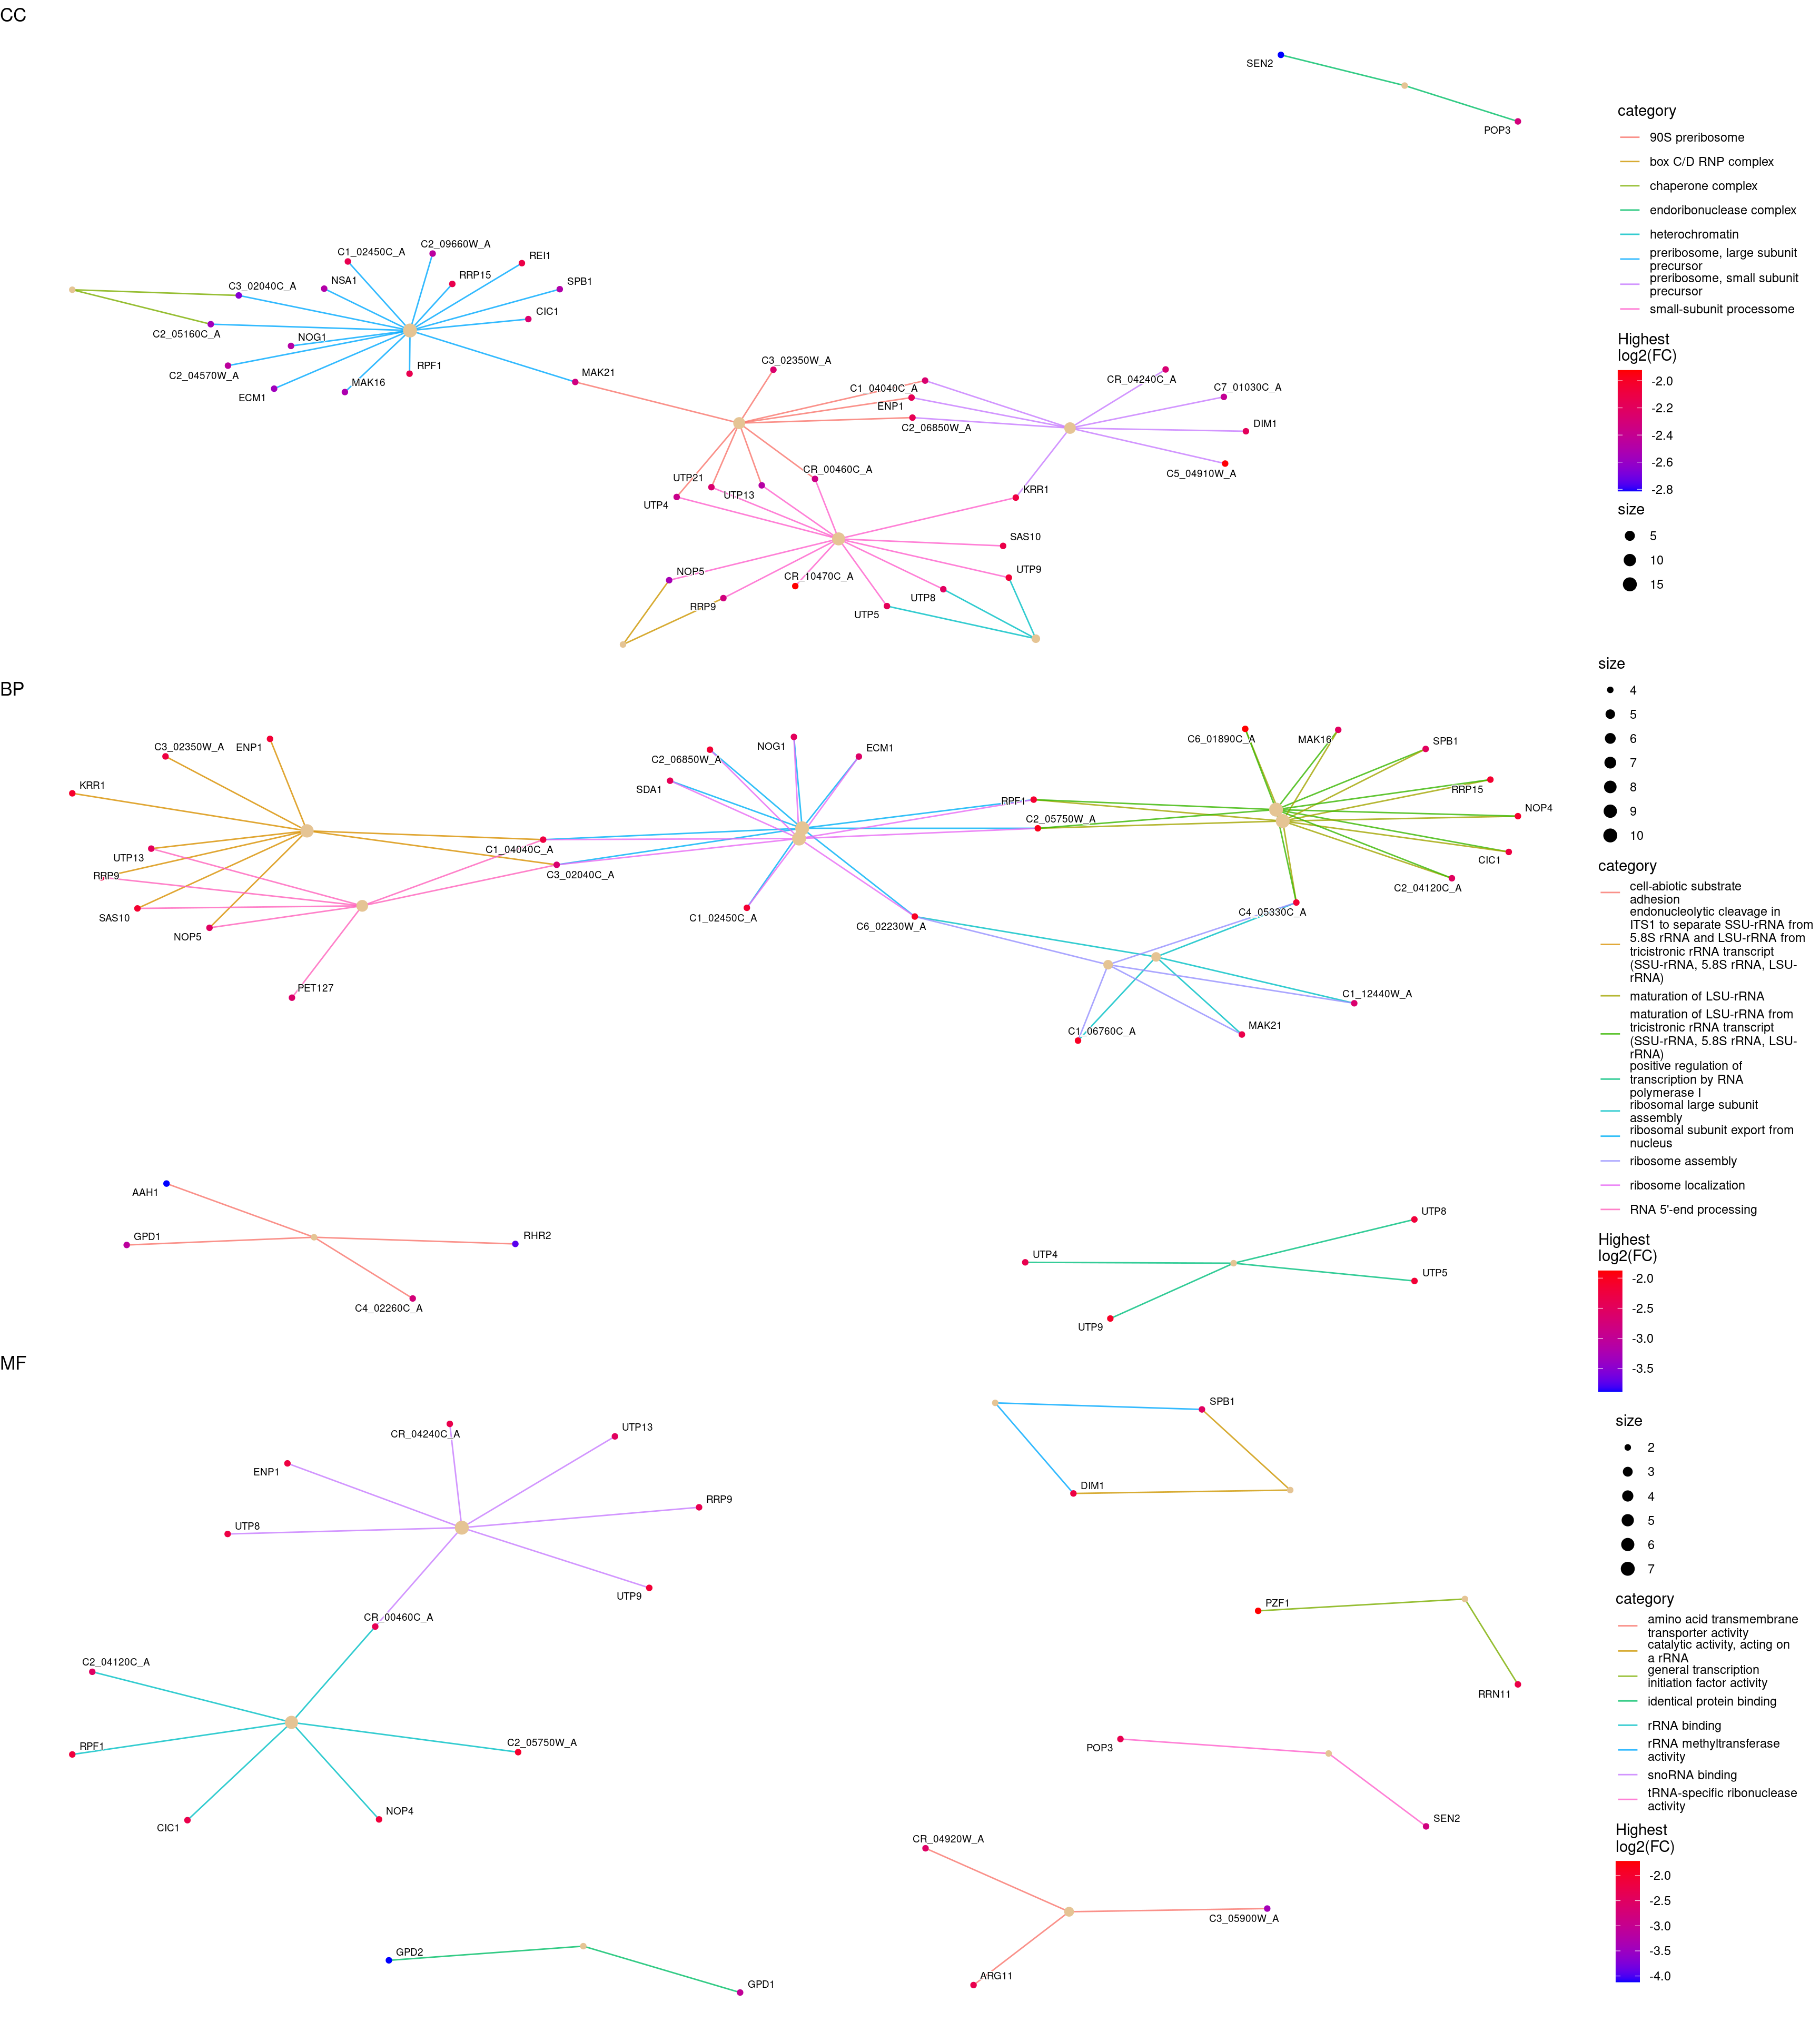 CC
SEN2
POP3
C1_02450C_A
C2_09660W_A
REI1
RRP15
SPB1
C3_02040C_A
NSA1
CIC1
C2_05160C_A
NOG1
C2_04570W_A
RPF1
MAK16
ECM1
MAK21
C3_02350W_A
C1_04040C_A
ENP1
C2_06850W_A
CR_04240C_A
C7_01030C_A
DIM1
C5_04910W_A
CR_00460C_A
UTP21
UTP13
UTP4
KRR1
SAS10
UTP9
NOP5
CR_10470C_A
RRP9
UTP8
UTP5
category
90S preribosome
box C/D RNP complex
chaperone complex
endoribonuclease complex
heterochromatin
preribosome, large subunit
precursor
preribosome, small subunit
precursor
small-subunit processome
Highest
log2(FC)
-2.0
-2.2
-2.4
-2.6
-2.8
size
5
10
15
BP
C3_02350W_A
ENP1
KRR1
UTP13
RRP9
SAS10
NOP5
PET127
C1_04040C_A
C3_02040C_A
C2_06850W_A
NOG1
ECM1
SDA1
RPF1
C2_05750W_A
C1_02450C_A
C6_02230W_A
C6_01890C_A
MAK16
SPB1
RRP15
NOP4
CIC1
C2_04120C_A
C4_05330C_A
C1_12440W_A
MAK21
C1_06760C_A
AAH1
GPD1
RHR2
C4_02260C_A
UTP8
UTP4
UTP5
UTP9
size
4
5
6
7
8
9
10
category
cell-abiotic substrate
adhesion
endonucleolytic cleavage in
ITS1 to separate SSU-rRNA from
5.8S rRNA and LSU-rRNA from
tricistronic rRNA transcript
(SSU-rRNA, 5.8S rRNA, LSU-
rRNA)
maturation of LSU-rRNA
maturation of LSU-rRNA from
tricistronic rRNA transcript
(SSU-rRNA, 5.8S rRNA, LSU-
rRNA)
positive regulation of
transcription by RNA
polymerase I
ribosomal large subunit
assembly
ribosomal subunit export from
nucleus
ribosome assembly
ribosome localization
RNA 5'-end processing
Highest
log2(FC)
-2.0
-2.5
-3.0
-3.5
MF
CR_04240C_A
UTP13
ENP1
RRP9
UTP8
UTP9
CR_00460C_A
C2_04120C_A
RPF1
C2_05750W_A
CIC1
NOP4
SPB1
DIM1
PZF1
RRN11
POP3
SEN2
CR_04920W_A
C3_05900W_A
ARG11
GPD2
GPD1
size
2
3
4
5
6
7
category
amino acid transmembrane
transporter activity
catalytic activity, acting on
a rRNA
general transcription
initiation factor activity
identical protein binding
rRNA binding
rRNA methyltransferase
activity
snoRNA binding
tRNA-specific ribonuclease
activity
Highest
log2(FC)
-2.0
-2.5
-3.0
-3.5
-4.0